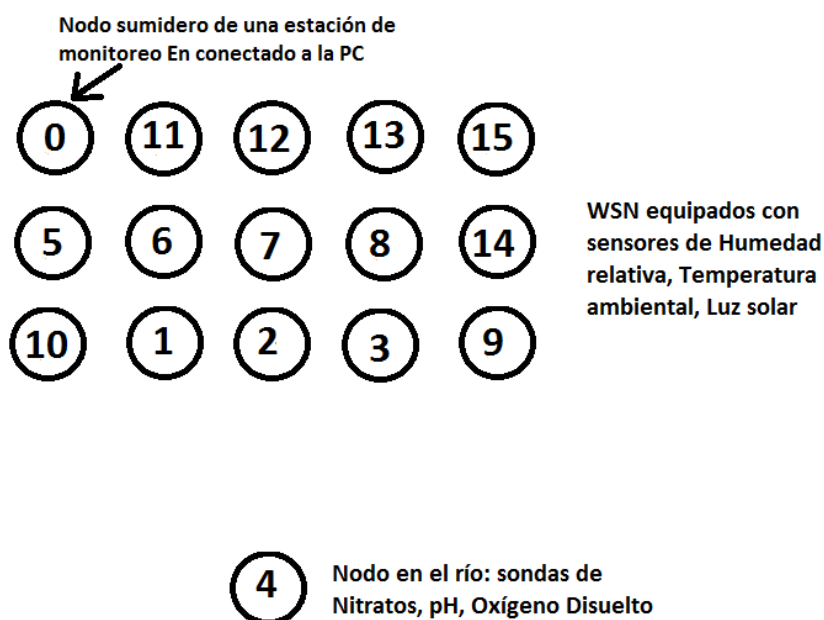 Nodo sumidero de una estación de
monitoreo En conectado a la PC
0 11 12 13 15
5 6 7 8 14
10 1 2 3 9
WSN equipados con
sensores de Humedad
relativa, Temperatura
ambiental, Luz solar
4
Nodo en el río: sondas de
Nitratos, pH, Oxígeno Disuelto